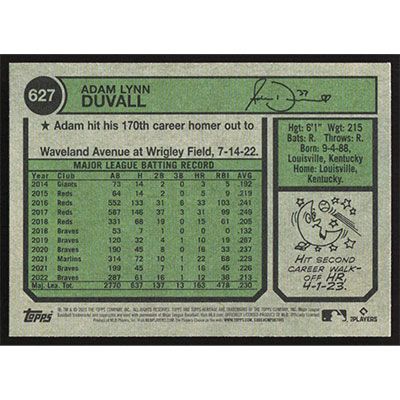 627
ADAM LYNN
DUVALL
★ Adam hit his 170th career homer out to
Waveland Avenue at Wrigley Field, 7-14-22.
Hgt: 6'1" Wgt: 215
Bats: R. Throws: R.
Born: 9-4-88,
Louisville, Kentucky
Home: Louisville,
Kentucky.
MAJOR LEAGUE BATTING RECORD
YEAR CLUB AB H 2B 3B HR RBI AVG
2014 Giants 73 14 2 0 3 5 .192
2015 Reds 64 14 2 0 5 9 .219
2016 Reds 552 133 31 6 33 103 .241
2017 Reds 587 146 37 3 31 99 .249
2018 Reds 331 68 19 0 15 61 .205
2018 Braves 53 7 4 0 0 0 .132
2019 Braves 120 32 4 1 10 19 .267
2020 Braves 190 45 8 0 16 33 .237
2021 Marlins 314 72 10 1 22 68 .229
2021 Braves 199 45 7 1 16 45 .226
2022 Braves 287 61 16 1 12 36 .213
Maj. Lea. Tot. 2770 637 13 163 478 .230
HIT SECOND
CAREER WALK-
OFF HR,
4-1-23.
topps
PLAYERS